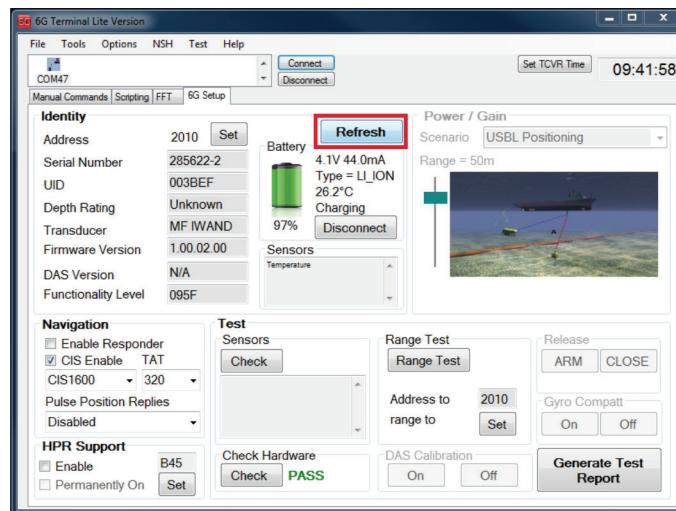 6G Terminal Lite Version
File Tools Options NSH Test Help
COM47
Connect
Disconnect
Set TCVR Time
09:41:58
Manual Commands Scripting FFT 6G Setup
Identity
Address 2010 Set
Serial Number 285622-2
UID 003BEF
Depth Rating Unknown
Transducer MF IWAND
Firmware Version 1.00.02.00
DAS Version N/A
Functionality Level 095F
Refresh
Battery
4.1V 44.0mA
Type = LI_ION
26.2°C
Charging
97% Disconnect
Sensors
Temperature
Power / Gain
Scenario USBL Positioning
Range = 50m
A
Navigation
Enable Responder
CIS Enable TAT
CIS1600 320
Pulse Position Replies
Disabled
HPR Support
Enable B45
Permanently On Set
Test
Sensors
Check
Check Hardware
Check PASS
Range Test
Range Test
Address to 2010
range to Set
DAS Calibration
On Off
Release
ARM CLOSE
Gyro Compatt
On Off
Generate Test
Report